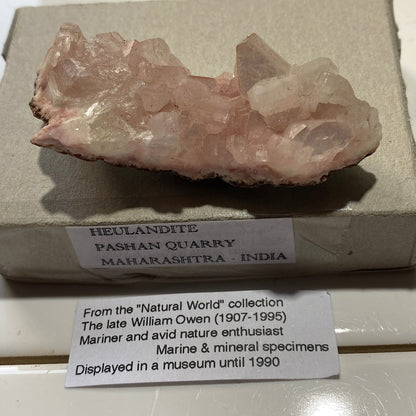 HEULANDITE
PASHAN QUARRY
MAHARASHTRA - INDIA
From the "Natural World" collection
The late William Owen (1907-1995)
Mariner and avid nature enthusiast
Marine & mineral specimens
Displayed in a museum until 1990